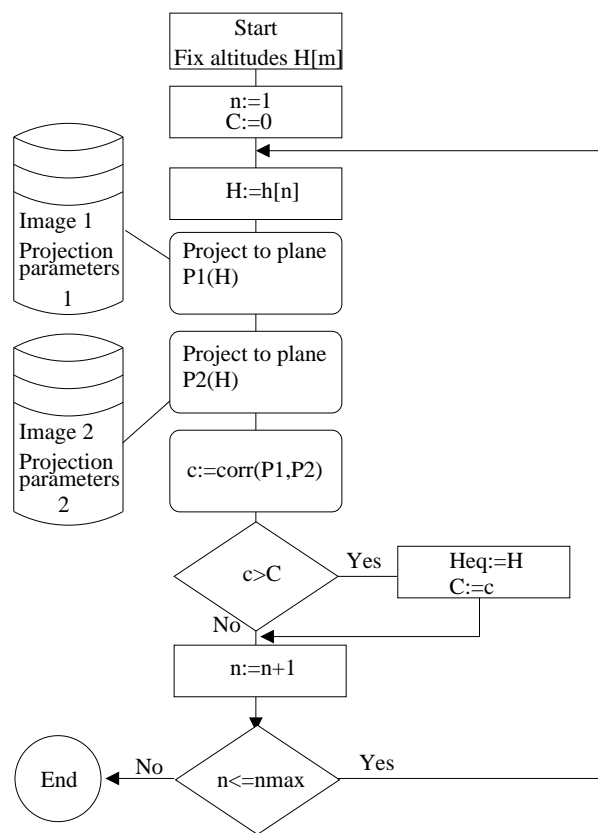 Start
Fix altitudes H[m]
n:=1
C:=0
H:=h[n]
Image 1
Projection
parameters
1
Project to plane
P1(H)
Project to plane
P2(H)
Image 2
Projection
parameters
2
c:=corr(P1,P2)
c>C
Yes
Heq:=H
C:=c
No
n:=n+1
n<=nmax
No
Yes
End